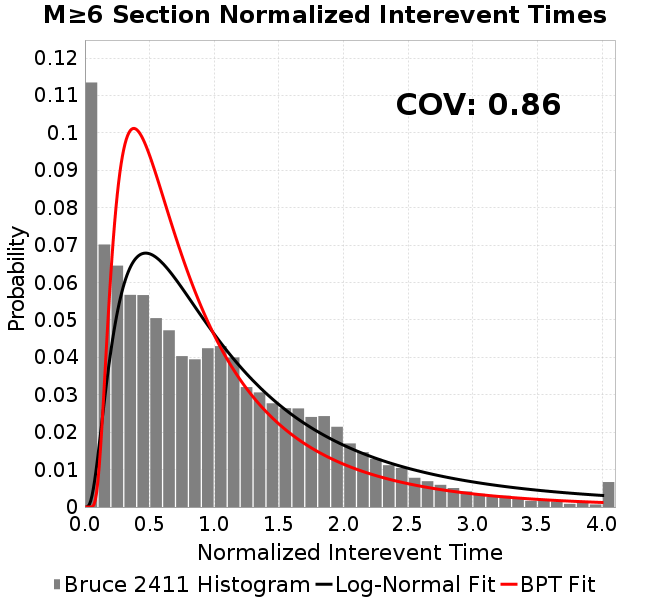 M≥6 Section Normalized Interevent Times
COV: 0.86
Probability
0.12
0.11
0.1
0.09
0.08
0.07
0.06
0.05
0.04
0.03
0.02
0.01
0
0.0 0.5 1.0 1.5 2.0 2.5 3.0 3.5 4.0
Normalized Interevent Time
Bruce 2411 Histogram Log-Normal Fit BPT Fit